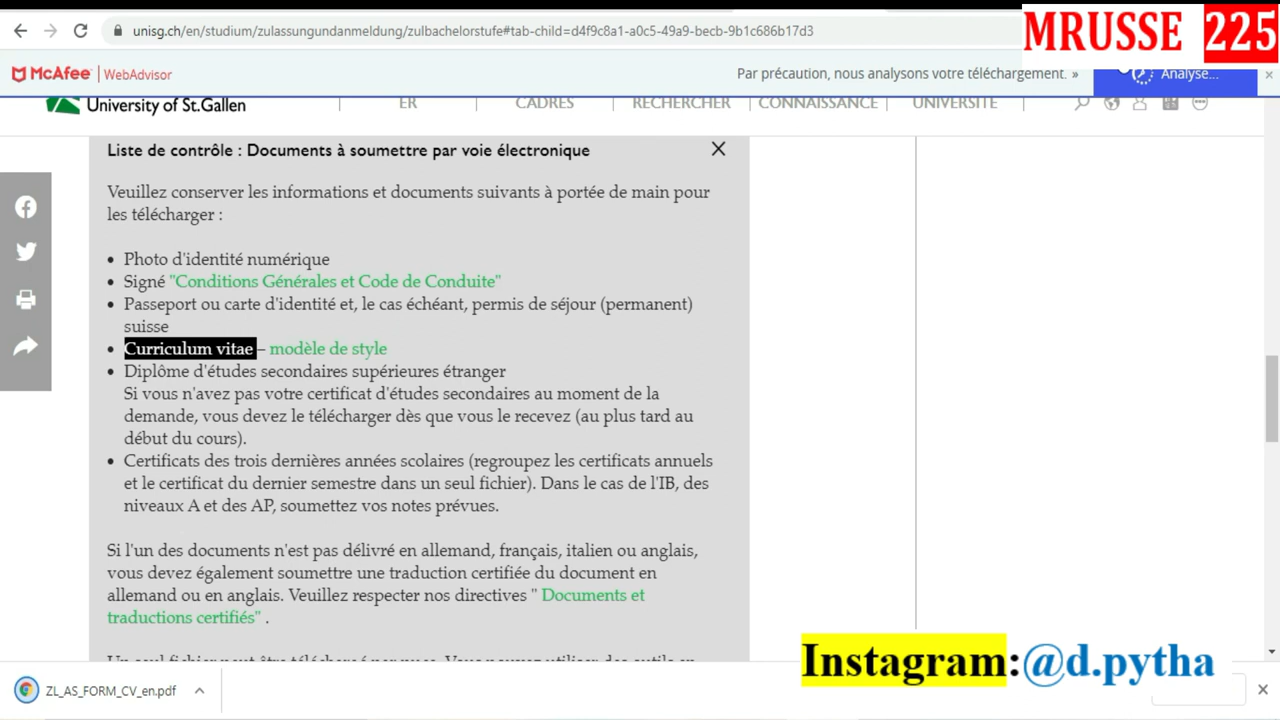 unisg.ch/en/studium/zulassungundanmeldung/zulbachelorstufe#tab-child=d4f9c8a1-a0c5-49a9-becb-9b1c686b17d3
MRUSSE 225
McAfee | WebAdvisor
Par précaution, nous analysons votre téléchargement. »
Analyse...
University of St.Gallen
ER
CADRES
RECHERCHER
CONNAISSANCE
UNIVERSITÉ
Liste de contrôle : Documents à soumettre par voie électronique
Veuillez conserver les informations et documents suivants à portée de main pour
les télécharger :
• Photo d'identité numérique
• Signé "Conditions Générales et Code de Conduite"
• Passeport ou carte d'identité et, le cas échéant, permis de séjour (permanent)
suisse
• Curriculum vitae – modèle de style
• Diplôme d'études secondaires supérieures étranger
Si vous n'avez pas votre certificat d'études secondaires au moment de la
demande, vous devez le télécharger dès que vous le recevez (au plus tard au
début du cours).
• Certificats des trois dernières années scolaires (regroupez les certificats annuels
et le certificat du dernier semestre dans un seul fichier). Dans le cas de l'IB, des
niveaux A et des AP, soumettez vos notes prévues.
Si l'un des documents n'est pas délivré en allemand, français, italien ou anglais,
vous devez également soumettre une traduction certifiée du document en
allemand ou en anglais. Veuillez respecter nos directives " Documents et
traductions certifiés" .
Instagram:@d.pytha
ZL_AS_FORM_CV_en.pdf